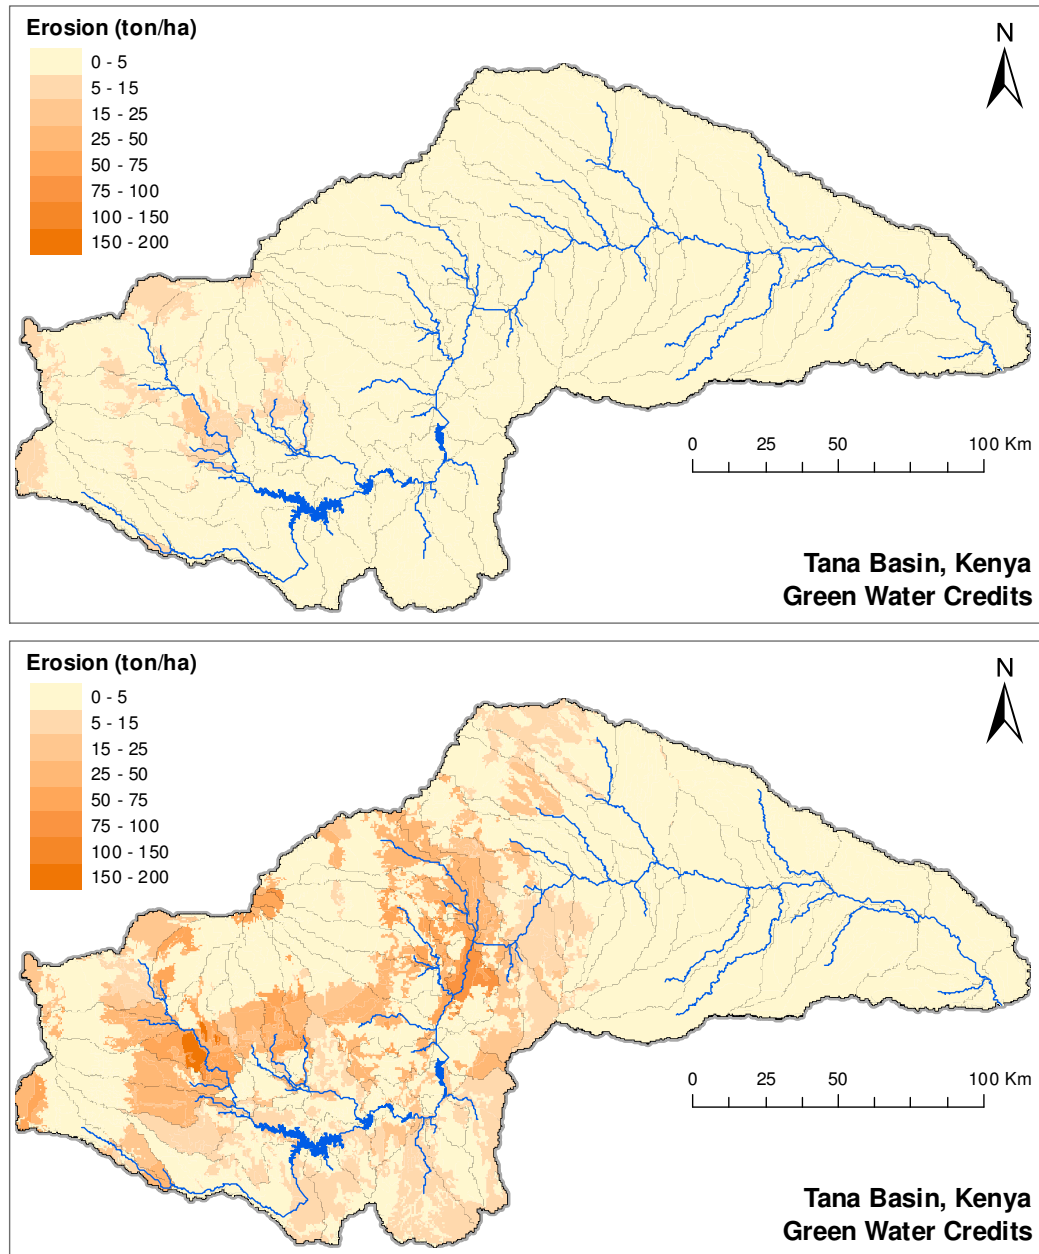 Erosion (ton/ha)
0 - 5
5 - 15
15 - 25
25 - 50
50 - 75
75 - 100
100 - 150
150 - 200
N
0 25 50 100 Km
Tana Basin, Kenya
Green Water Credits
Erosion (ton/ha)
0 - 5
5 - 15
15 - 25
25 - 50
50 - 75
75 - 100
100 - 150
150 - 200
N
0 25 50 100 Km
Tana Basin, Kenya
Green Water Credits